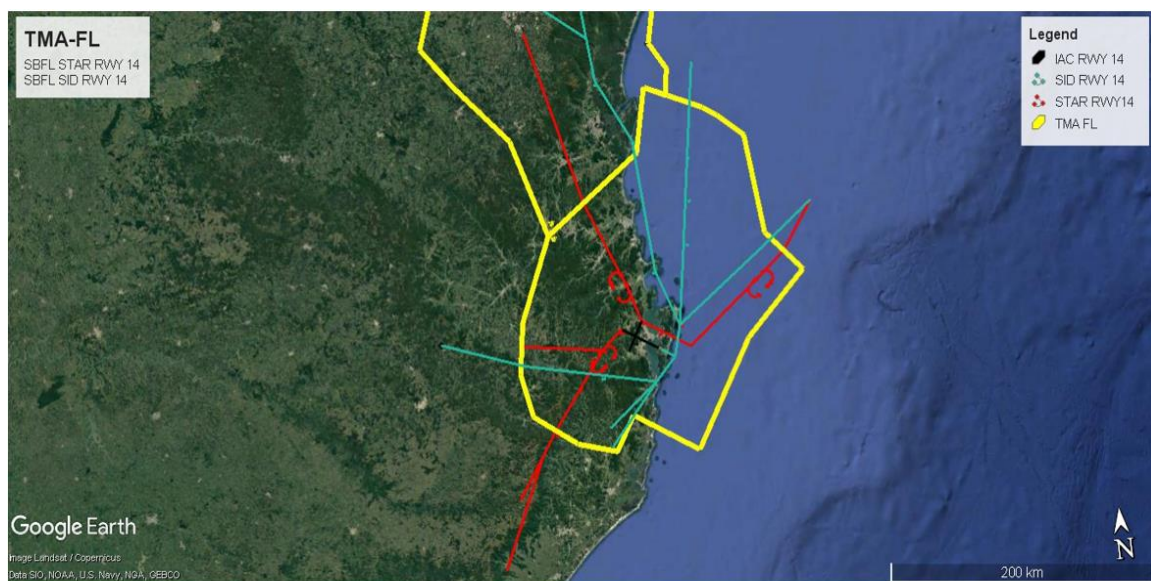 TMA-FL
SBFL STAR RWY 14
SBFL SID RWY 14
Legend
IAC RWY 14
SID RWY 14
STAR RWY14
TMA FL
Google Earth
Image Landsat / Copernicus
Data SIO, NOAA, U.S. Navy, NGA, GEBCO
N
200 km